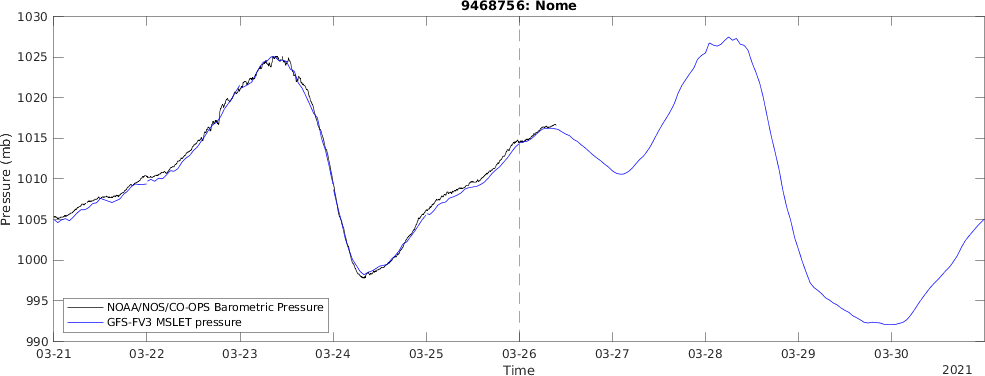 9468756: Nome
Pressure (mb)
1030
1025
1020
1015
1010
1005
1000
995
990
NOAA/NOS/CO-OPS Barometric Pressure
GFS-FV3 MSLET pressure
03-21 03-22 03-23 03-24 03-25 03-26 03-27 03-28 03-29 03-30
Time
2021